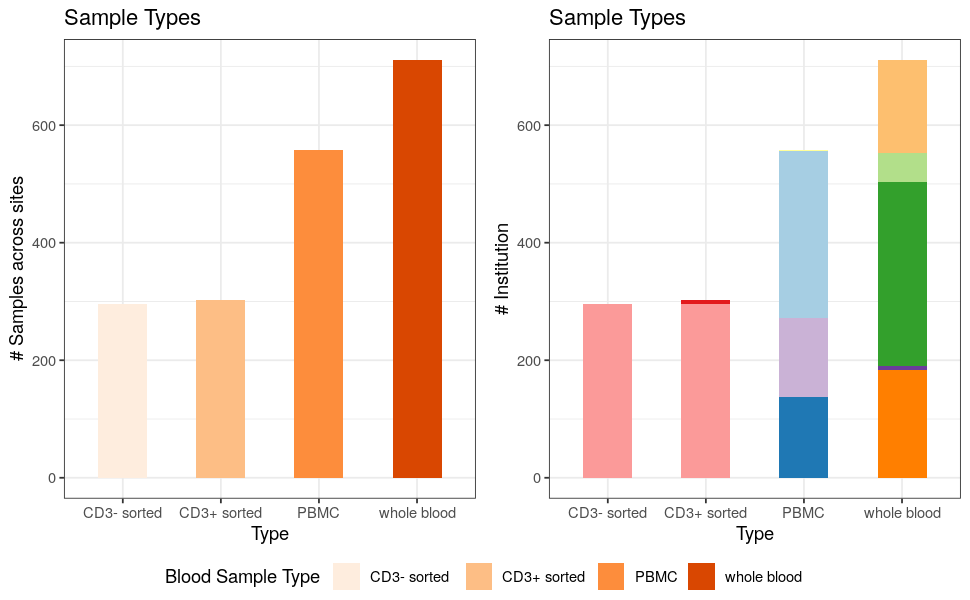 Sample Types
# Samples across sites
600
400
200
0
CD3- sorted
CD3+ sorted
PBMC
whole blood
Type
Sample Types
# Institution
600
400
200
0
CD3- sorted
CD3+ sorted
PBMC
whole blood
Type
Blood Sample Type
CD3- sorted
CD3+ sorted
PBMC
whole blood